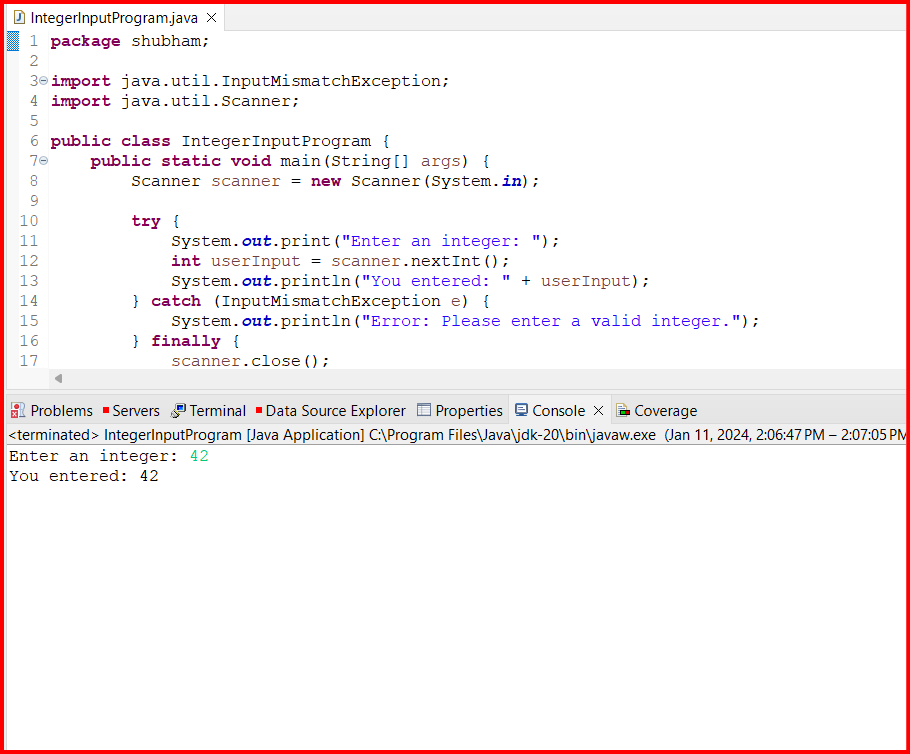 IntegerInputProgram.java
1 package shubham;
2
3 import java.util.InputMismatchException;
4 import java.util.Scanner;
5
6 public class IntegerInputProgram {
7 public static void main(String[] args) {
8 Scanner scanner = new Scanner(System.in);
9
10 try {
11 System.out.print("Enter an integer: ");
12 int userInput = scanner.nextInt();
13 System.out.println("You entered: " + userInput);
14 } catch (InputMismatchException e) {
15 System.out.println("Error: Please enter a valid integer.");
16 } finally {
17 scanner.close();
Problems Servers Terminal Data Source Explorer Properties Console Coverage
<terminated> IntegerInputProgram [Java Application] C:\Program Files\Java\jdk-20\bin\javaw.exe (Jan 11, 2024, 2:06:47 PM – 2:07:05 PM
Enter an integer: 42
You entered: 42